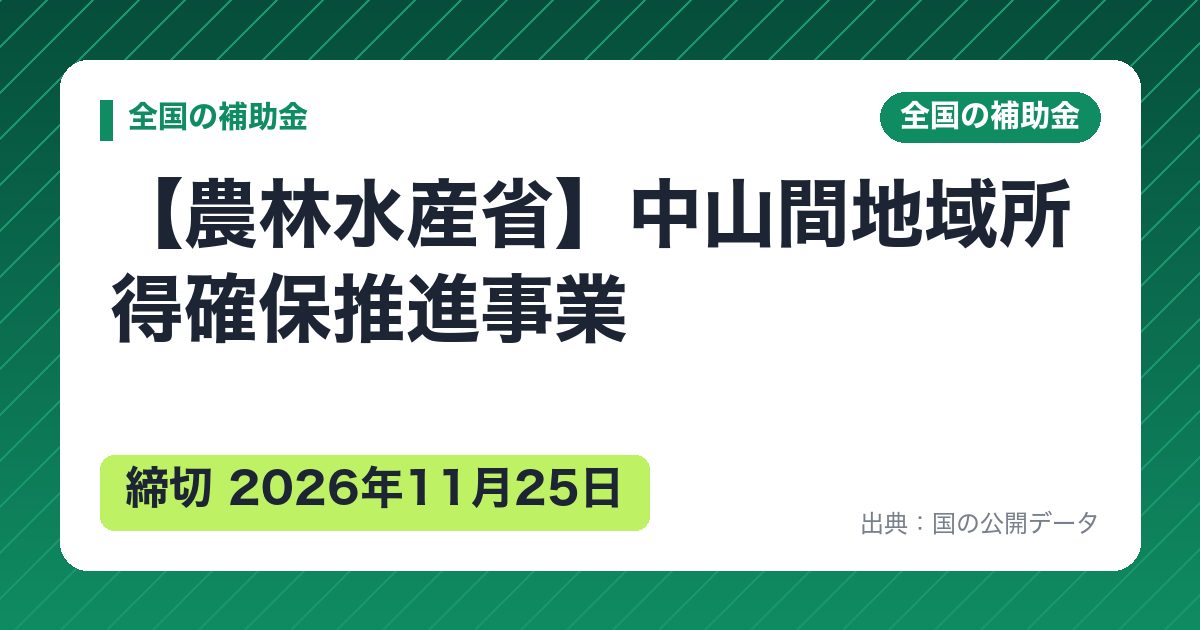 全国の補助金
全国の補助金
【農林水産省】中山間地域所
得確保推進事業
締切 2026年11月25日
出典：国の公開データ